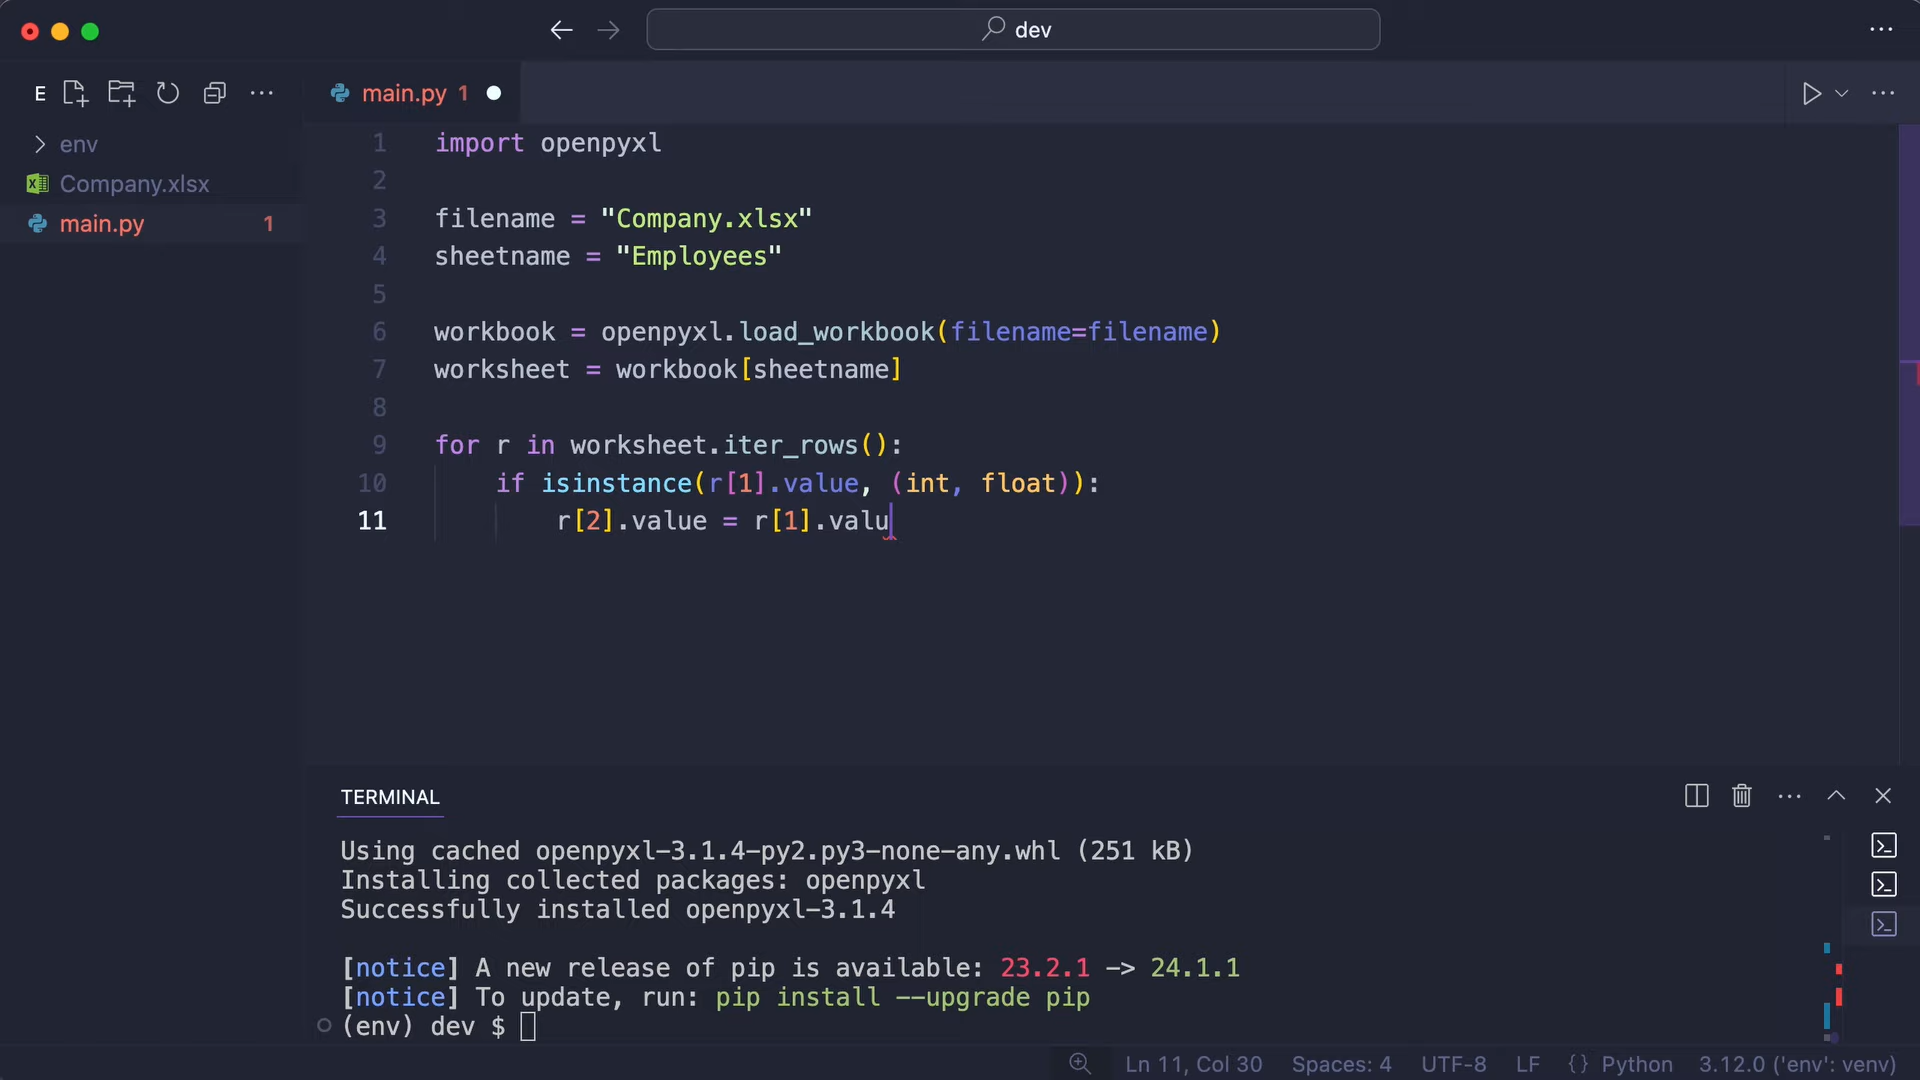 dev
E
main.py 1
env
Company.xlsx
main.py 1
1 import openpyxl
2
3 filename = "Company.xlsx"
4 sheetname = "Employees"
5
6 workbook = openpyxl.load_workbook(filename=filename)
7 worksheet = workbook[sheetname]
8
9 for r in worksheet.iter_rows():
10 if isinstance(r[1].value, (int, float)):
11 r[2].value = r[1].valu
TERMINAL
Using cached openpyxl-3.1.4-py2.py3-none-any.whl (251 kB)
Installing collected packages: openpyxl
Successfully installed openpyxl-3.1.4
[notice] A new release of pip is available: 23.2.1 -> 24.1.1
[notice] To update, run: pip install --upgrade pip
(env) dev $
Ln 11, Col 30 Spaces: 4 UTF-8 LF {} Python 3.12.0 ('env': venv)